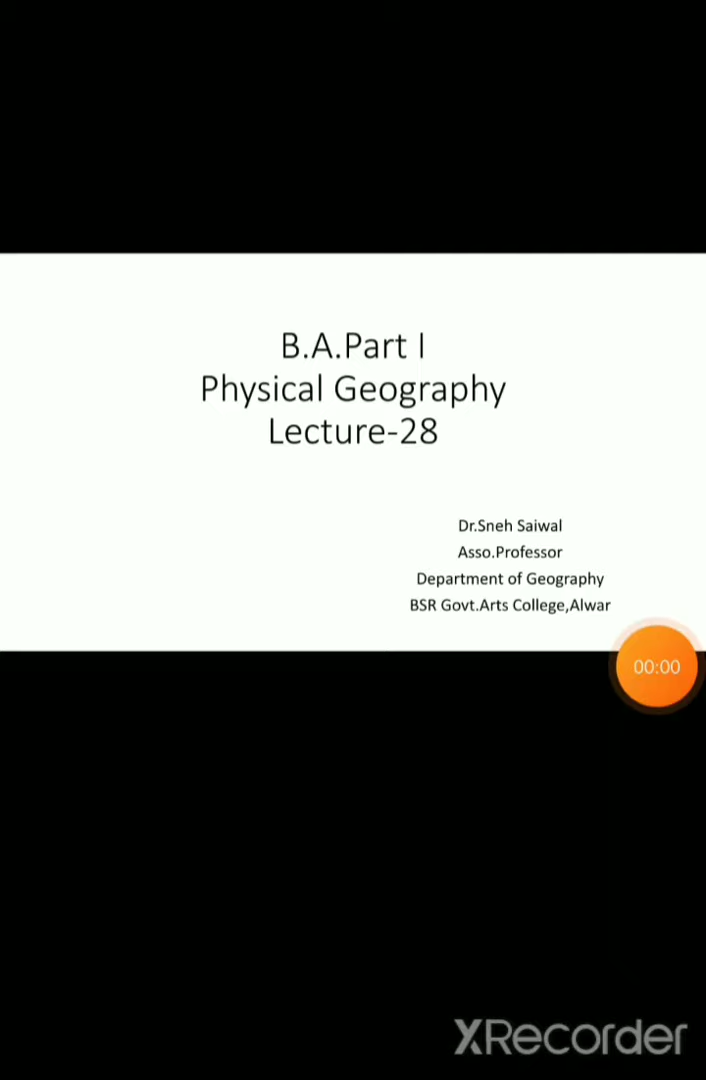 B.A.Part I
Physical Geography
Lecture-28
Dr.Sneh Saiwal
Asso.Professor
Department of Geography
BSR Govt.Arts College,Alwar
00:00
XRecorder